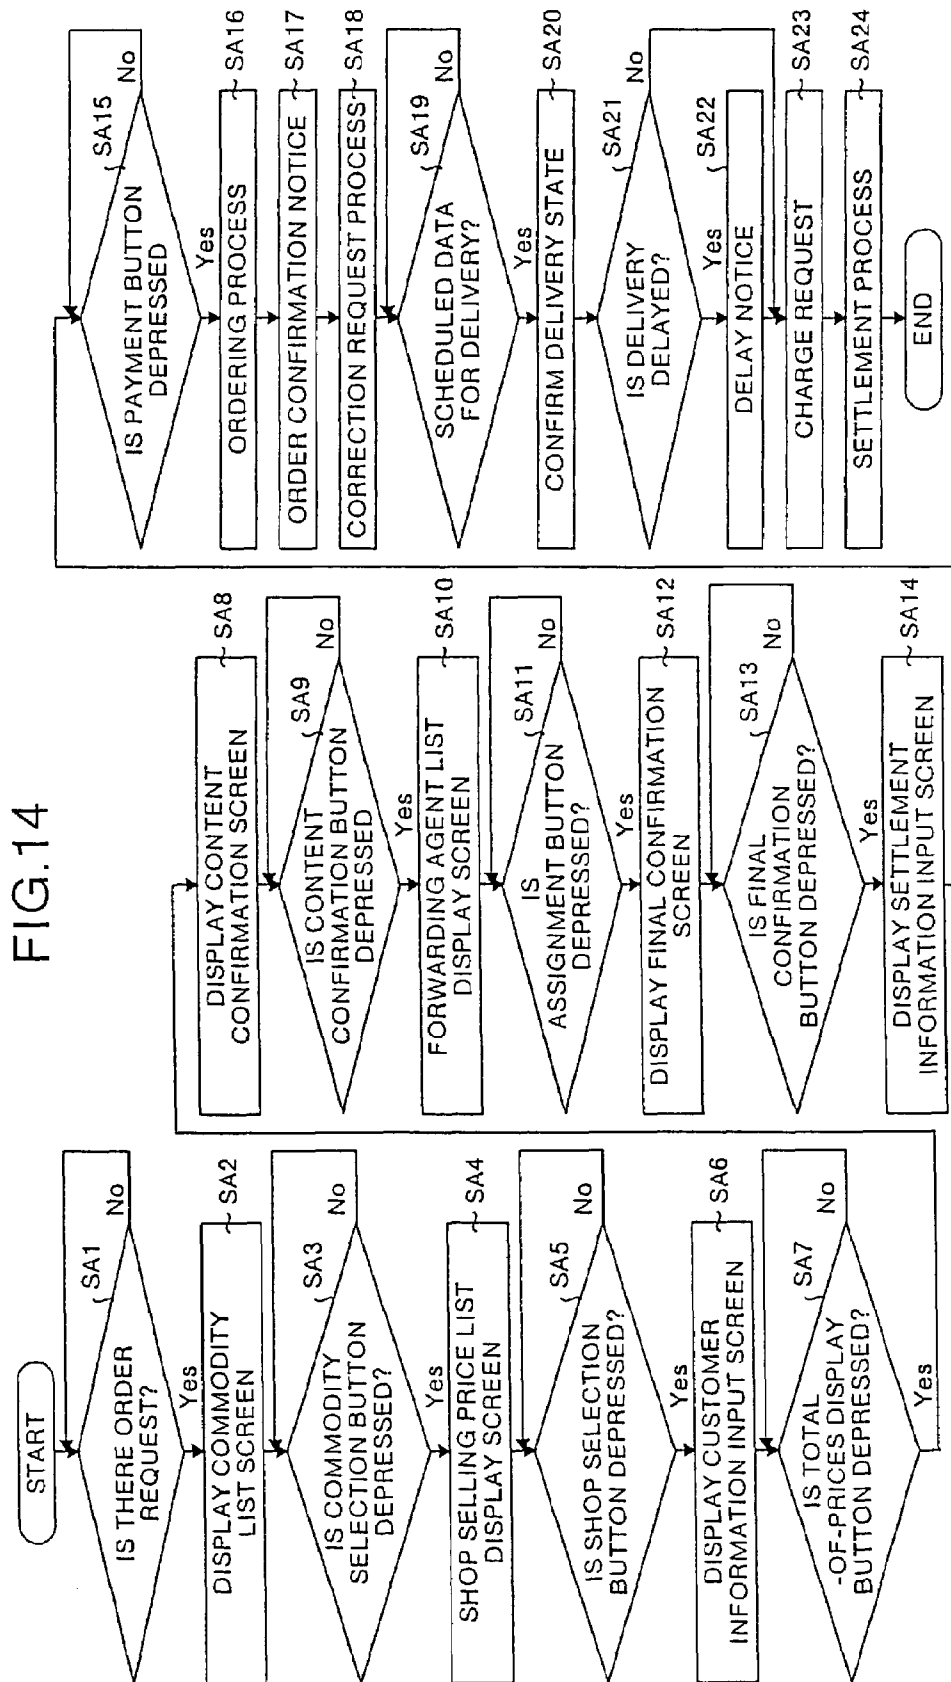 FIG.14
START
IS THERE ORDER
REQUEST?
SA1
No
Yes
DISPLAY COMMODITY
LIST SCREEN
SA2
IS COMMODITY
SELECTION BUTTON
DEPRESSED?
SA3
No
Yes
SHOP SELLING PRICE LIST
DISPLAY SCREEN
SA4
IS SHOP SELECTION
BUTTON DEPRESSED?
SA5
No
Yes
DISPLAY CUSTOMER
INFORMATION INPUT SCREEN
SA6
IS TOTAL
-OF-PRICES DISPLAY
BUTTON DEPRESSED?
SA7
No
Yes
DISPLAY CONTENT
CONFIRMATION SCREEN
SA8
IS CONTENT
CONFIRMATION BUTTON
DEPRESSED
SA9
No
Yes
FORWARDING AGENT LIST
DISPLAY SCREEN
SA10
IS
ASSIGNMENT BUTTON
DEPRESSED?
SA11
No
Yes
DISPLAY FINAL CONFIRMATION
SCREEN
SA12
IS FINAL
CONFIRMATION
BUTTON DEPRESSED?
SA13
No
Yes
DISPLAY SETTLEMENT
INFORMATION INPUT SCREEN
SA14
IS PAYMENT BUTTON
DEPRESSED
SA15
No
Yes
ORDERING PROCESS
SA16
ORDER CONFIRMATION NOTICE
SA17
CORRECTION REQUEST PROCESS
SA18
SCHEDULED DATA
FOR DELIVERY?
SA19
No
Yes
CONFIRM DELIVERY STATE
SA20
IS DELIVERY
DELAYED?
SA21
No
Yes
DELAY NOTICE
SA22
CHARGE REQUEST
SA23
SETTLEMENT PROCESS
SA24
END